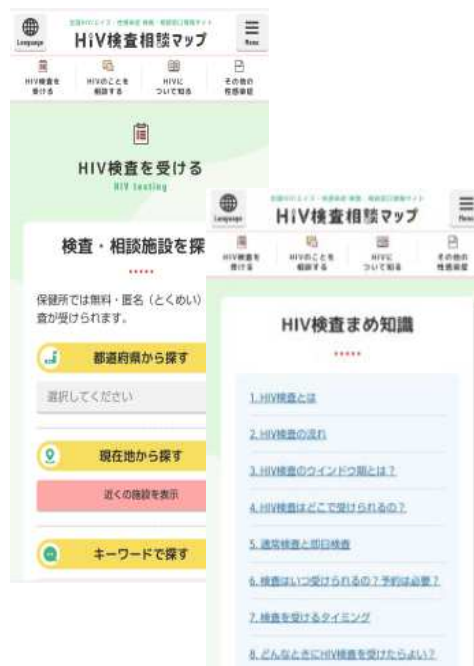 Language
HIV検査相談マップ
Menu
HIV検査を
受ける
HIVのことを
相談する
HIVに
ついて知る
その他の
性感染症
HIV検査を受ける
HIV testing
検査・相談施設を探
保健所では無料・匿名（とくめい）
査が受けられます。
都道府県から探す
選択してください
現在地から探す
近くの施設を表示
キーワードで探す
Language
HIV検査相談マップ
Menu
HIV検査を
受ける
HIVのことを
相談する
HIVに
ついて知る
その他の
性感染症
HIV検査まめ知識
1. HIV検査とは
2. HIV検査の流れ
3. HIV検査のウインドウ期とは？
4. HIV検査はどこで受けられるの？
5. 通常検査と即日検査
6. 検査はいつ受けられるの？予約は必要？
7. 検査を受けるタイミング
8. どんなときにHIV検査を受けたらよい？